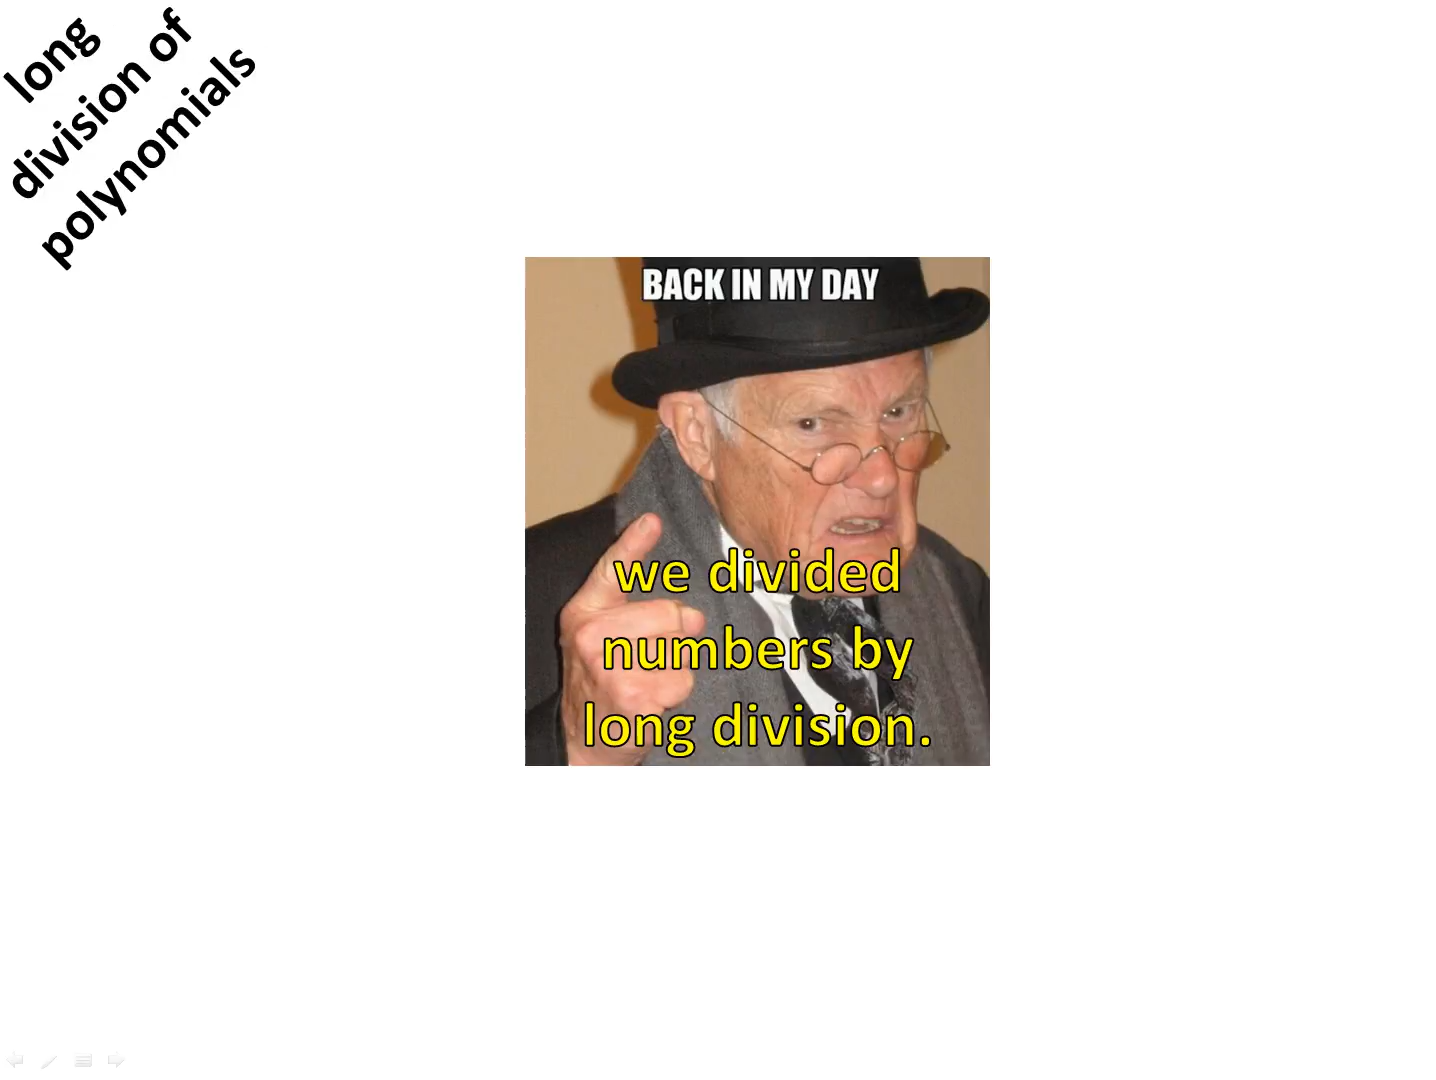 long
division of
polynomials
BACK IN MY DAY
we divided
numbers by
long division.